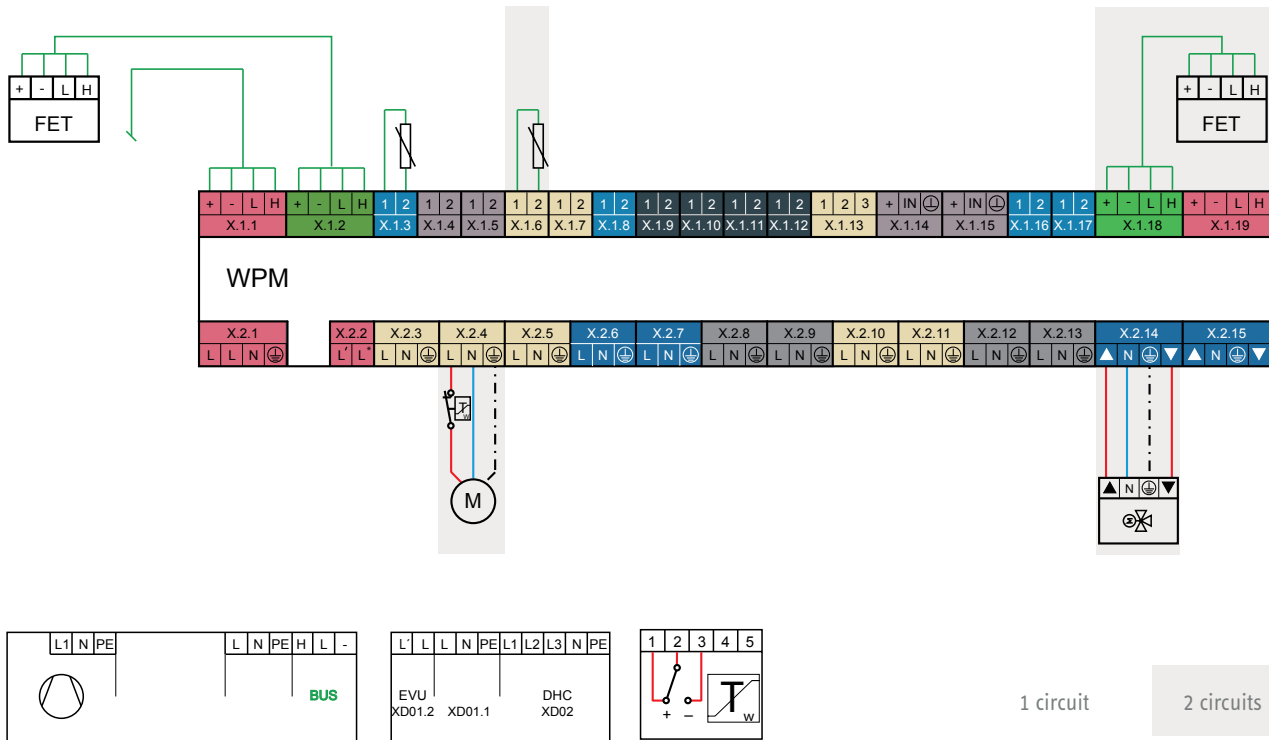 + - L H
FET
+ - L H
FET
+ - L H + - L H 1 2 1 2 1 2 1 2 1 2 1 2 1 2 1 2 1 2 1 2 1 2 3 + IN + IN 1 2 1 2 + - L H + - L H
X.1.1 X.1.2 X.1.3 X.1.4 X.1.5 X.1.6 X.1.7 X.1.8 X.1.9 X.1.10 X.1.11 X.1.12 X.1.13 X.1.14 X.1.15 X.1.16 X.1.17 X.1.18 X.1.19
WPM
X.2.1 X.2.2 X.2.3 X.2.4 X.2.5 X.2.6 X.2.7 X.2.8 X.2.9 X.2.10 X.2.11 X.2.12 X.2.13 X.2.14 X.2.15
L L N L' L* L N L N L N L N L N L N L N L N L N L N L N ▲ N ▼ ▲ N ▼
T
W
M
▲ N ▼
M
L1 N PE L N PE H L -
BUS
L' L L N PE L1 L2 L3 N PE
EVU DHC
XD01.2 XD01.1 XD02
1 2 3 4 5
+ –
T
W
1 circuit
2 circuits